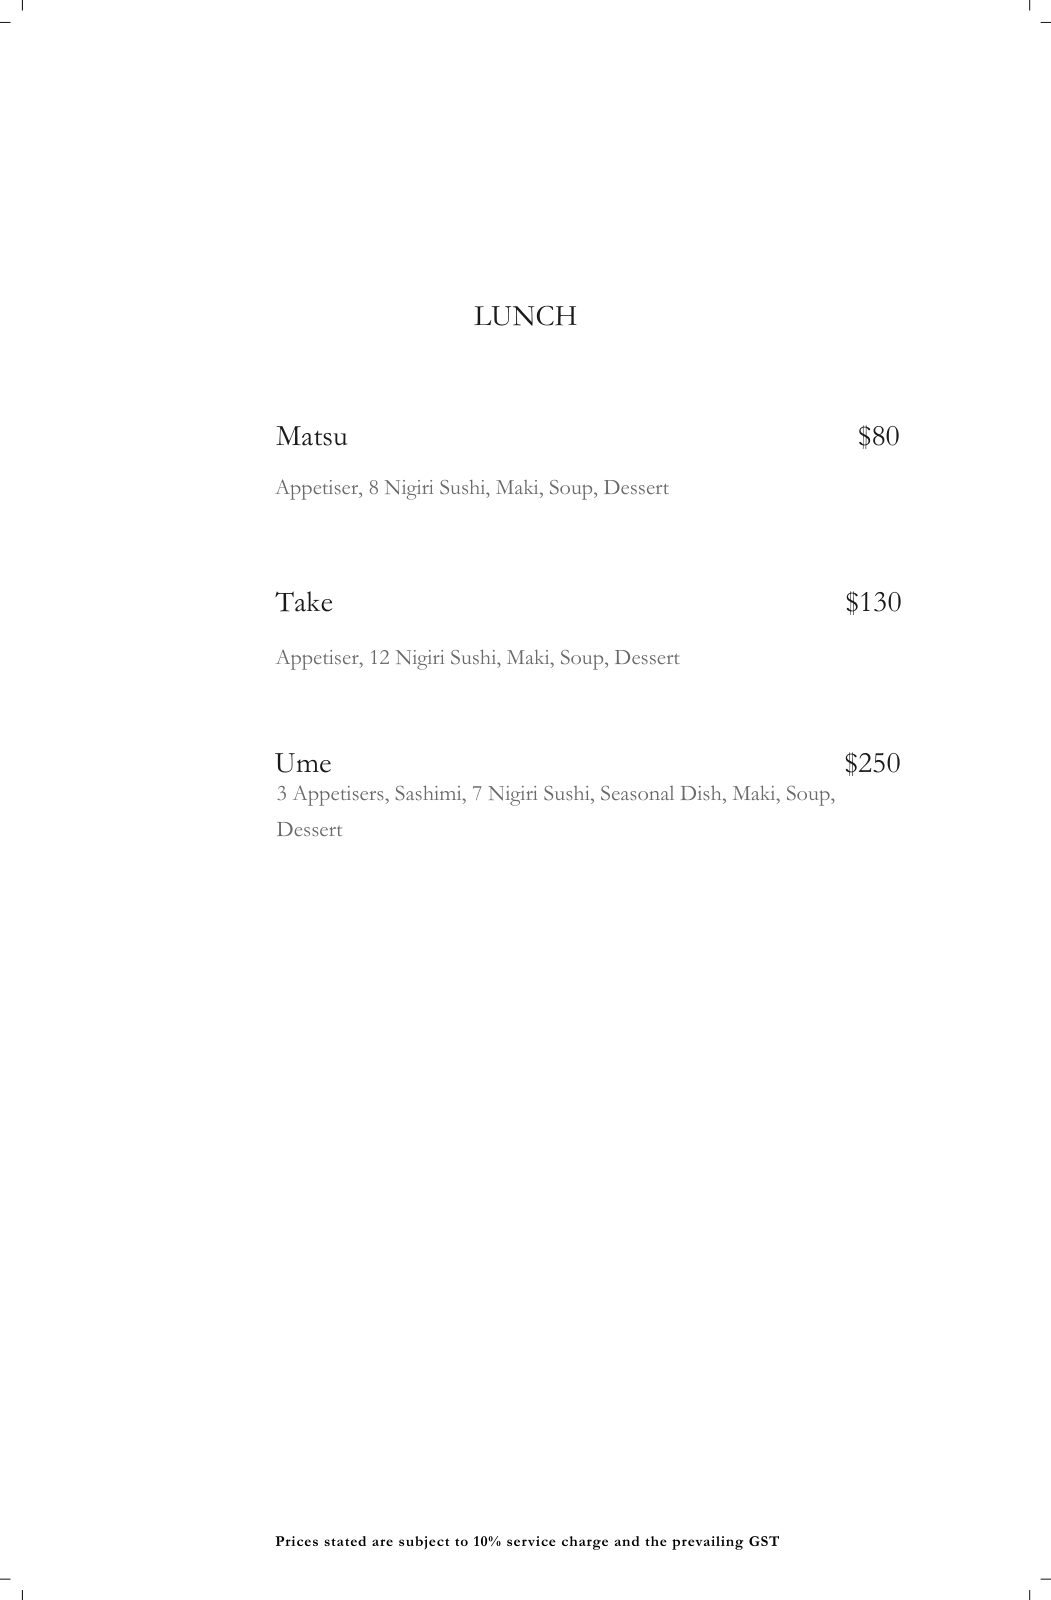 LUNCH
Matsu $80
Appetiser, 8 Nigiri Sushi, Maki, Soup, Dessert
Take $130
Appetiser, 12 Nigiri Sushi, Maki, Soup, Dessert
Ume $250
3 Appetisers, Sashimi, 7 Nigiri Sushi, Seasonal Dish, Maki, Soup,
Dessert
Prices stated are subject to 10% service charge and the prevailing GST